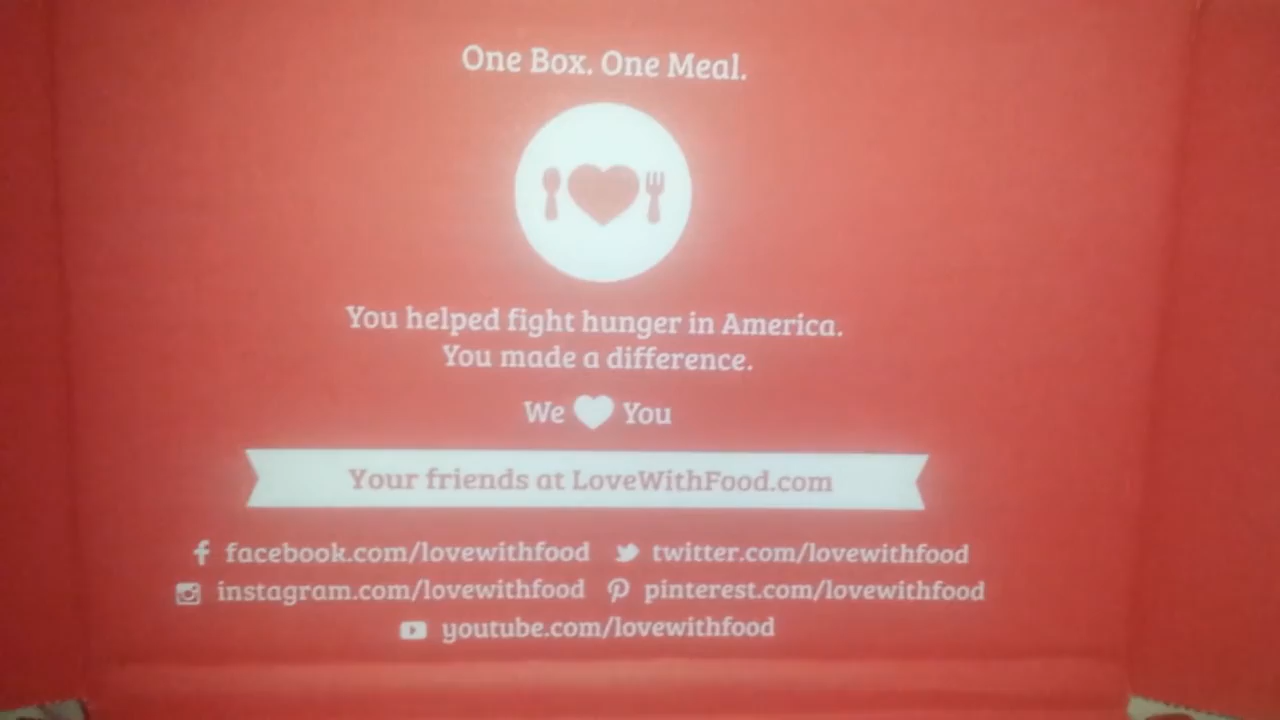 One Box. One Meal.
You helped fight hunger in America.
You made a difference.
We You
Your friends at LoveWithFood.com
facebook.com/lovewithfood twitter.com/lovewithfood
instagram.com/lovewithfood pinterest.com/lovewithfood
youtube.com/lovewithfood